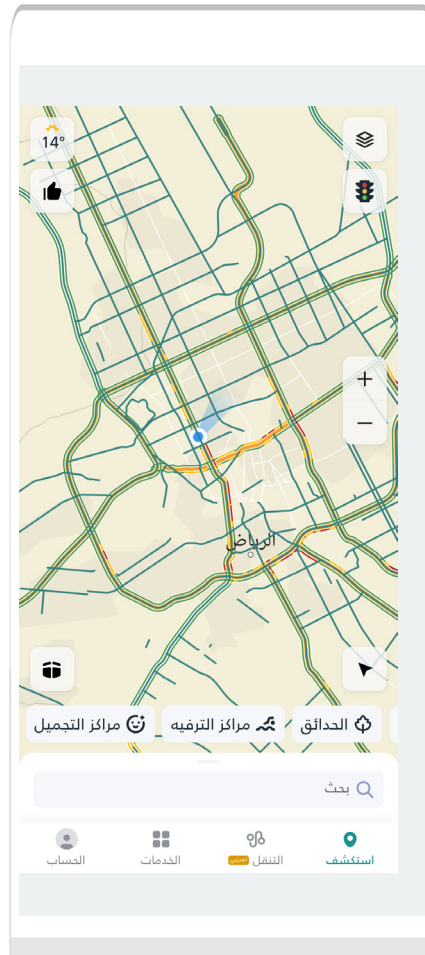 14°
الرياض
الحدائق
مراكز الترفيه
مراكز التجميل
بحث
استكشف
التنقل تجريبي
الخدمات
الحساب